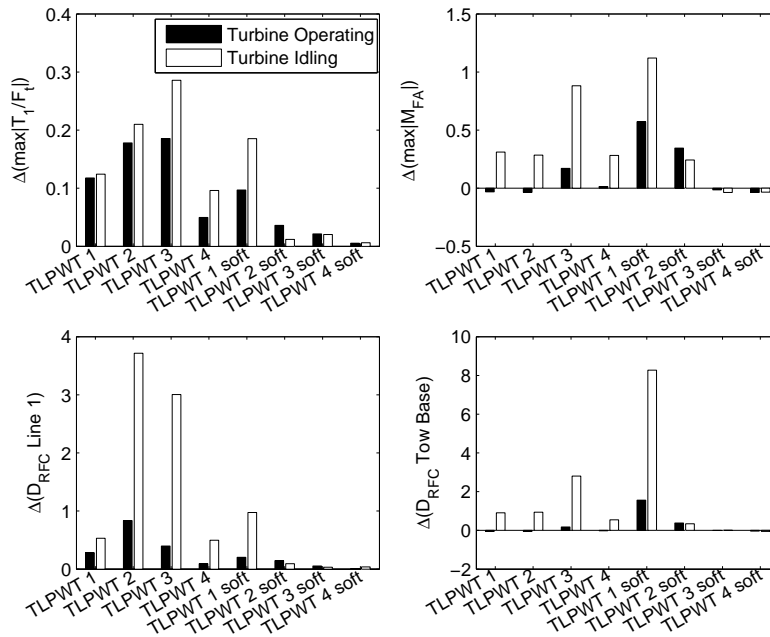 Δ(max|T_1/F_t|)
0.4
0.3
0.2
0.1
0
Turbine Operating
Turbine Idling
TLPWT 1
TLPWT 2
TLPWT 3
TLPWT 4
TLPWT 1 soft
TLPWT 2 soft
TLPWT 3 soft
TLPWT 4 soft
Δ(max|M_FA|)
1.5
1
0.5
0
−0.5
TLPWT 1
TLPWT 2
TLPWT 3
TLPWT 4
TLPWT 1 soft
TLPWT 2 soft
TLPWT 3 soft
TLPWT 4 soft
Δ(D_RFC Line 1)
4
3
2
1
0
TLPWT 1
TLPWT 2
TLPWT 3
TLPWT 4
TLPWT 1 soft
TLPWT 2 soft
TLPWT 3 soft
TLPWT 4 soft
Δ(D_RFC Tow Base)
10
8
6
4
2
0
−2
TLPWT 1
TLPWT 2
TLPWT 3
TLPWT 4
TLPWT 1 soft
TLPWT 2 soft
TLPWT 3 soft
TLPWT 4 soft